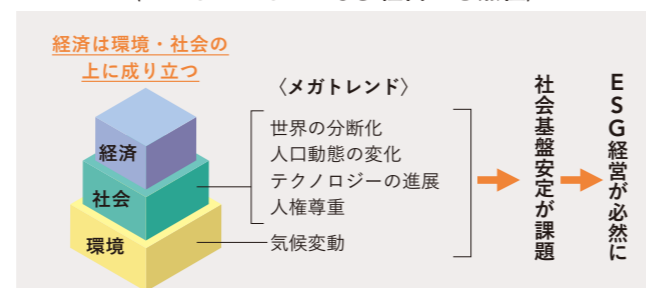 経済は環境・社会の
上に成り立つ
経済
社会
環境
〈メガトレンド〉
世界の分断化
人口動態の変化
テクノロジーの進展
人権尊重
気候変動
社会基盤安定が課題
ESG経営が必然に